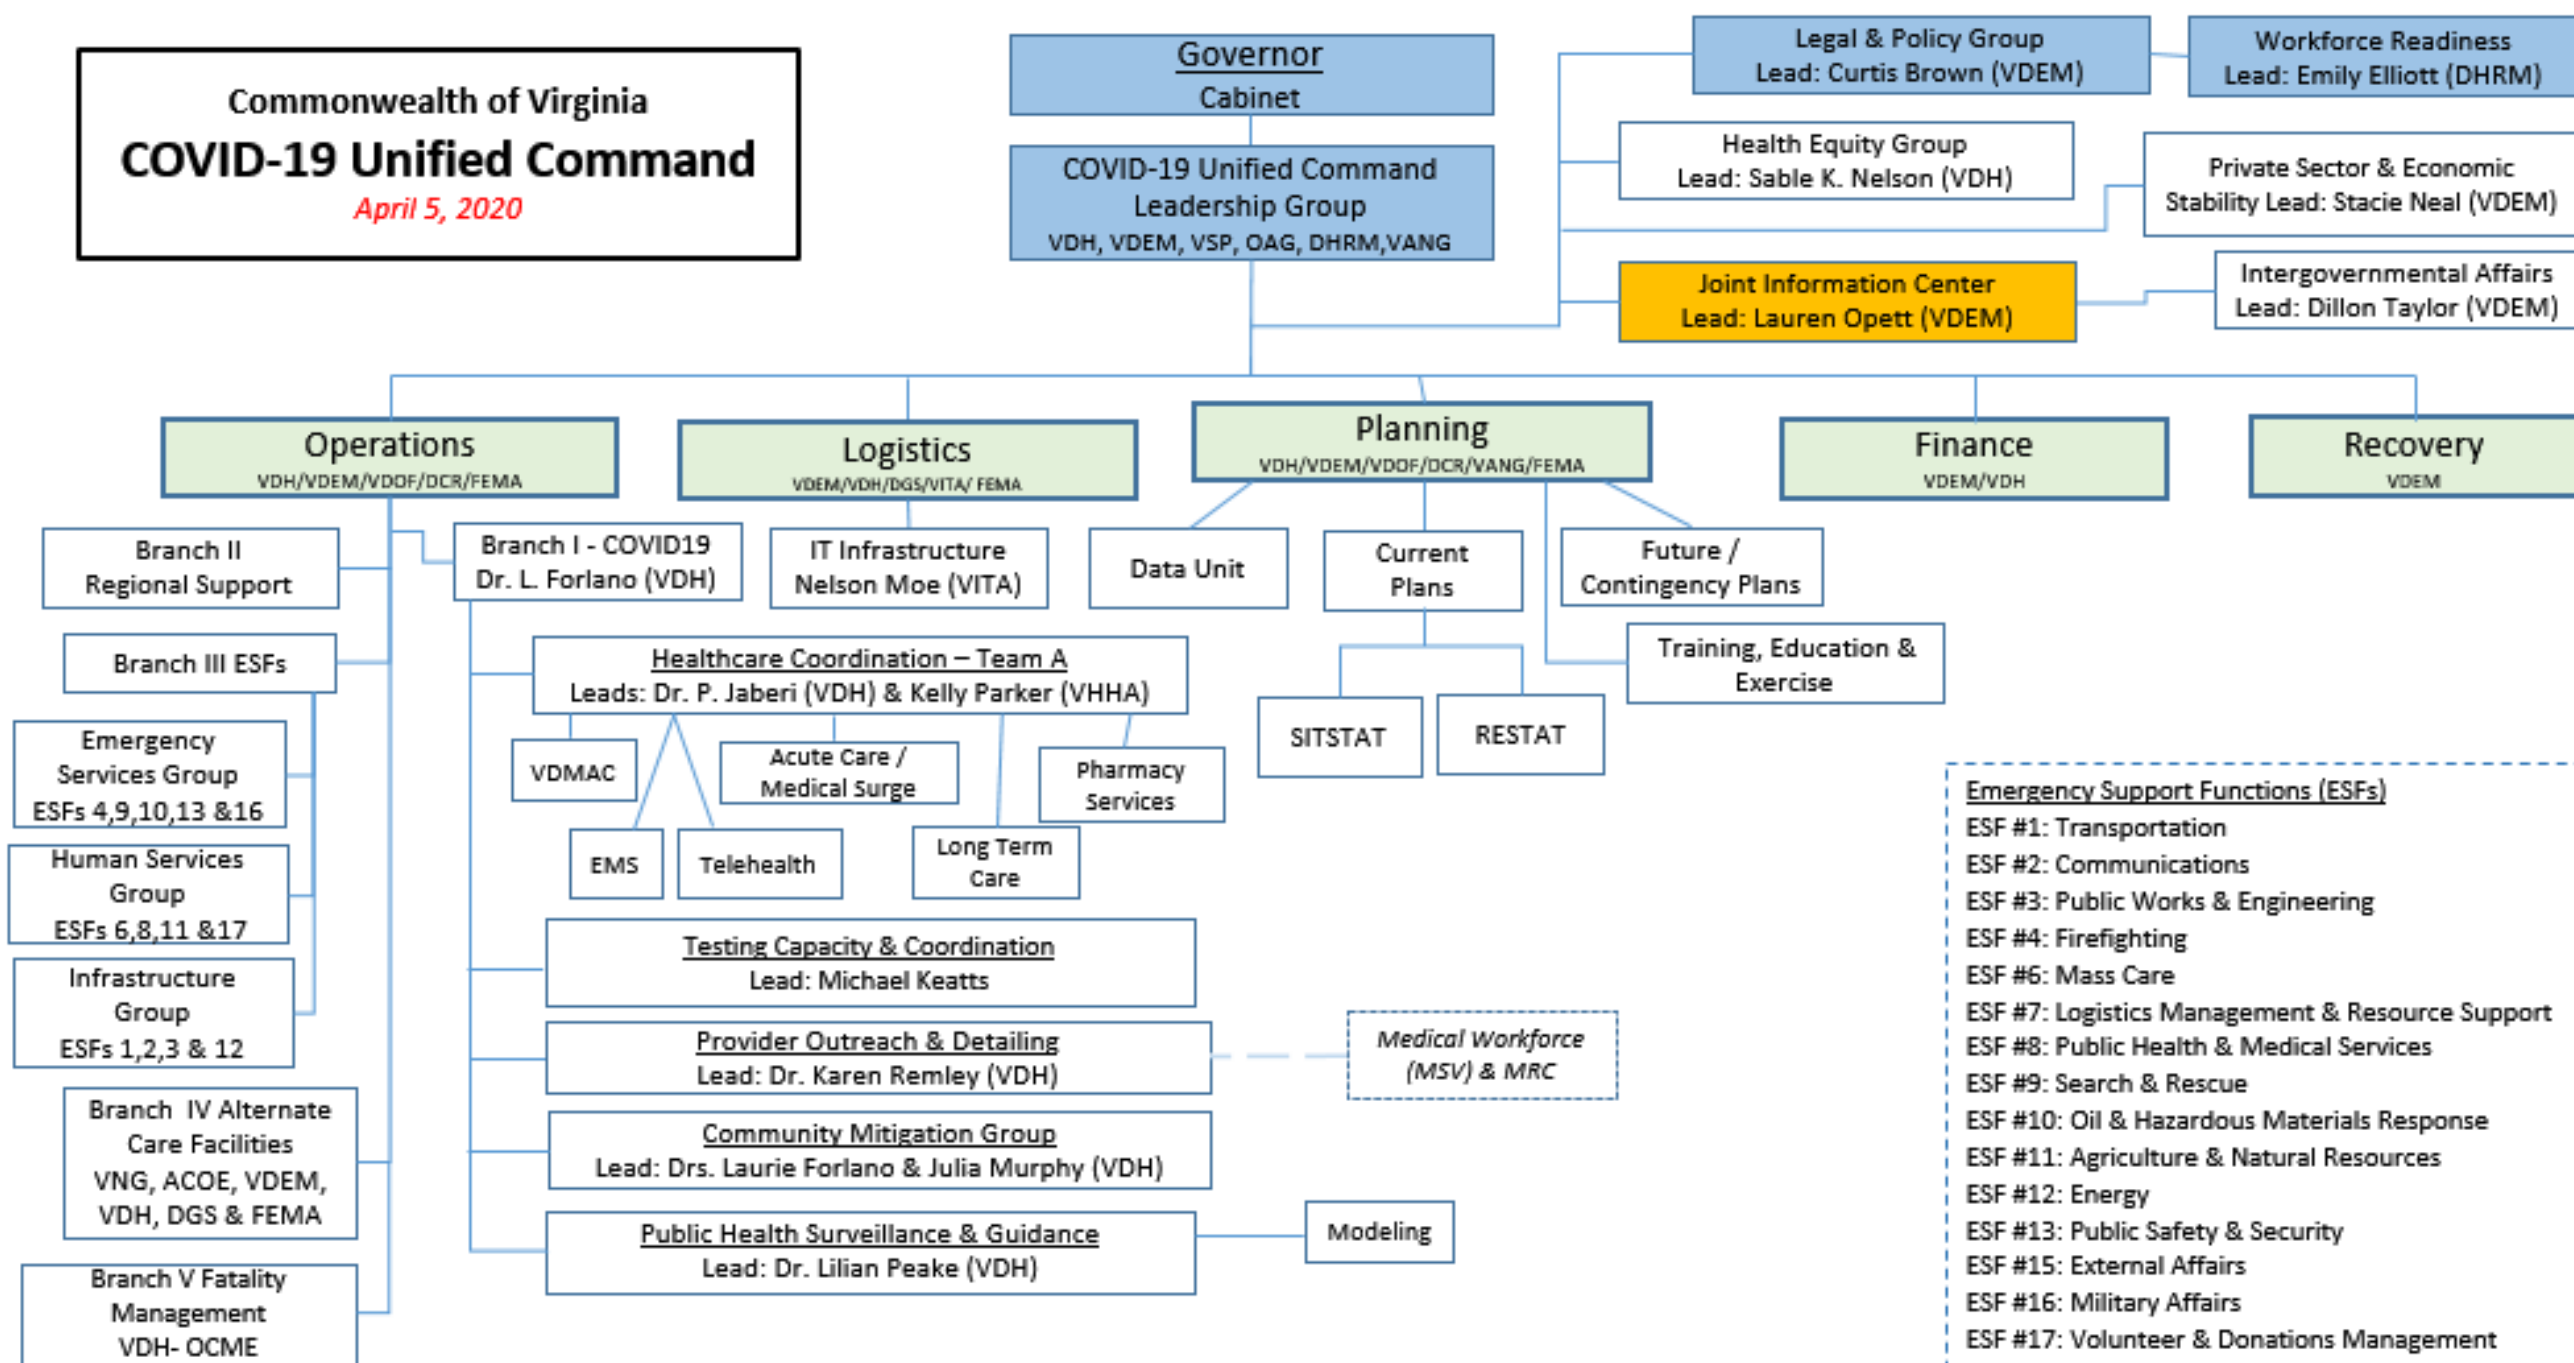 Commonwealth of Virginia
COVID-19 Unified Command
April 5, 2020
Governor
Cabinet
COVID-19 Unified Command
Leadership Group
VDH, VDEM, VSP, OAG, DHRM,VANG
Legal & Policy Group
Lead: Curtis Brown (VDEM)
Workforce Readiness
Lead: Emily Elliott (DHRM)
Health Equity Group
Lead: Sable K. Nelson (VDH)
Private Sector & Economic
Stability Lead: Stacie Neal (VDEM)
Joint Information Center
Lead: Lauren Opett (VDEM)
Intergovernmental Affairs
Lead: Dillon Taylor (VDEM)
Operations
VDH/VDEM/VDOF/DCR/FEMA
Logistics
VDEM/VDH/DGS/VITA/ FEMA
Planning
VDH/VDEM/VDOF/DCR/VANG/FEMA
Finance
VDEM/VDH
Recovery
VDEM
Branch II
Regional Support
Branch I - COVID19
Dr. L. Forlano (VDH)
IT Infrastructure
Nelson Moe (VITA)
Data Unit
Current
Plans
Future /
Contingency Plans
Branch III ESFs
Healthcare Coordination – Team A
Leads: Dr. P. Jaberi (VDH) & Kelly Parker (VHHA)
Training, Education &
Exercise
SITSTAT
RESTAT
Emergency
Services Group
ESFs 4,9,10,13 &16
VDMAC
Acute Care /
Medical Surge
Pharmacy
Services
EMS
Telehealth
Long Term
Care
Human Services
Group
ESFs 6,8,11 &17
Infrastructure
Group
ESFs 1,2,3 & 12
Testing Capacity & Coordination
Lead: Michael Keatts
Provider Outreach & Detailing
Lead: Dr. Karen Remley (VDH)
Medical Workforce
(MSV) & MRC
Branch  IV Alternate
Care Facilities
VNG, ACOE, VDEM,
VDH, DGS & FEMA
Community Mitigation Group
Lead: Drs. Laurie Forlano & Julia Murphy (VDH)
Public Health Surveillance & Guidance
Lead: Dr. Lilian Peake (VDH)
Modeling
Branch V Fatality
Management
VDH- OCME
Emergency Support Functions (ESFs)
ESF #1: Transportation
ESF #2: Communications
ESF #3: Public Works & Engineering
ESF #4: Firefighting
ESF #6: Mass Care
ESF #7: Logistics Management & Resource Support
ESF #8: Public Health & Medical Services
ESF #9: Search & Rescue
ESF #10: Oil & Hazardous Materials Response
ESF #11: Agriculture & Natural Resources
ESF #12: Energy
ESF #13: Public Safety & Security
ESF #15: External Affairs
ESF #16: Military Affairs
ESF #17: Volunteer & Donations Management